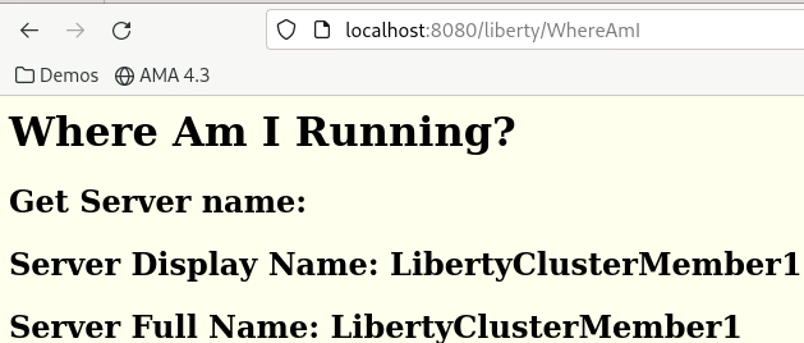 localhost:8080/liberty/WhereAmI
Demos AMA 4.3
Where Am I Running?
Get Server name:
Server Display Name: LibertyClusterMember1
Server Full Name: LibertyClusterMember1